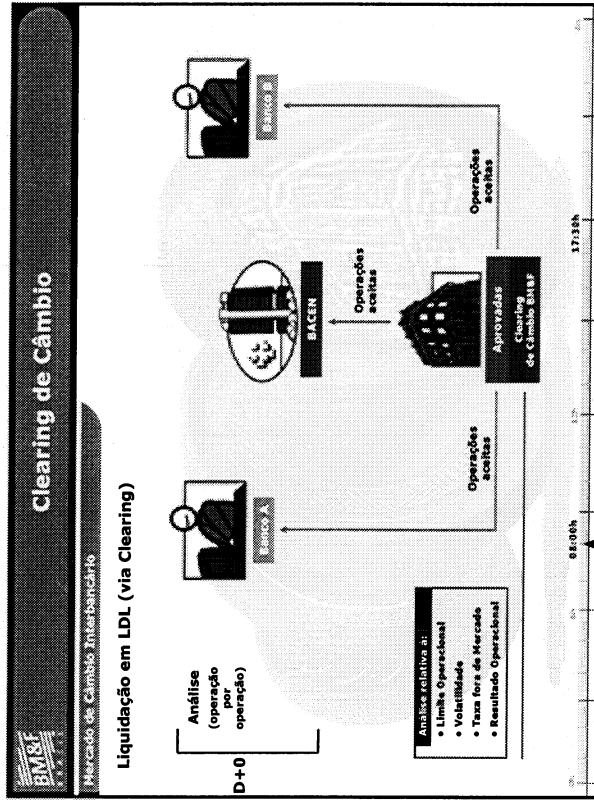 Clearing de Câmbio
BM&F
BRASIL
Mercado de Câmbio Interbancário
Liquidação em LDL (via Clearing)
D+0
Análise
(operação
por
operação)
Banco A
BACEN
Banco B
Operações
aceitas
Operações
aceitas
Operações
aceitas
Aprovadas
Clearing
de Câmbio BM&F
Análise relativa a:
• Limite Operacional
• Volatilidade
• Taxa fora de Mercado
• Resultado Operacional
08:00h
17:30h